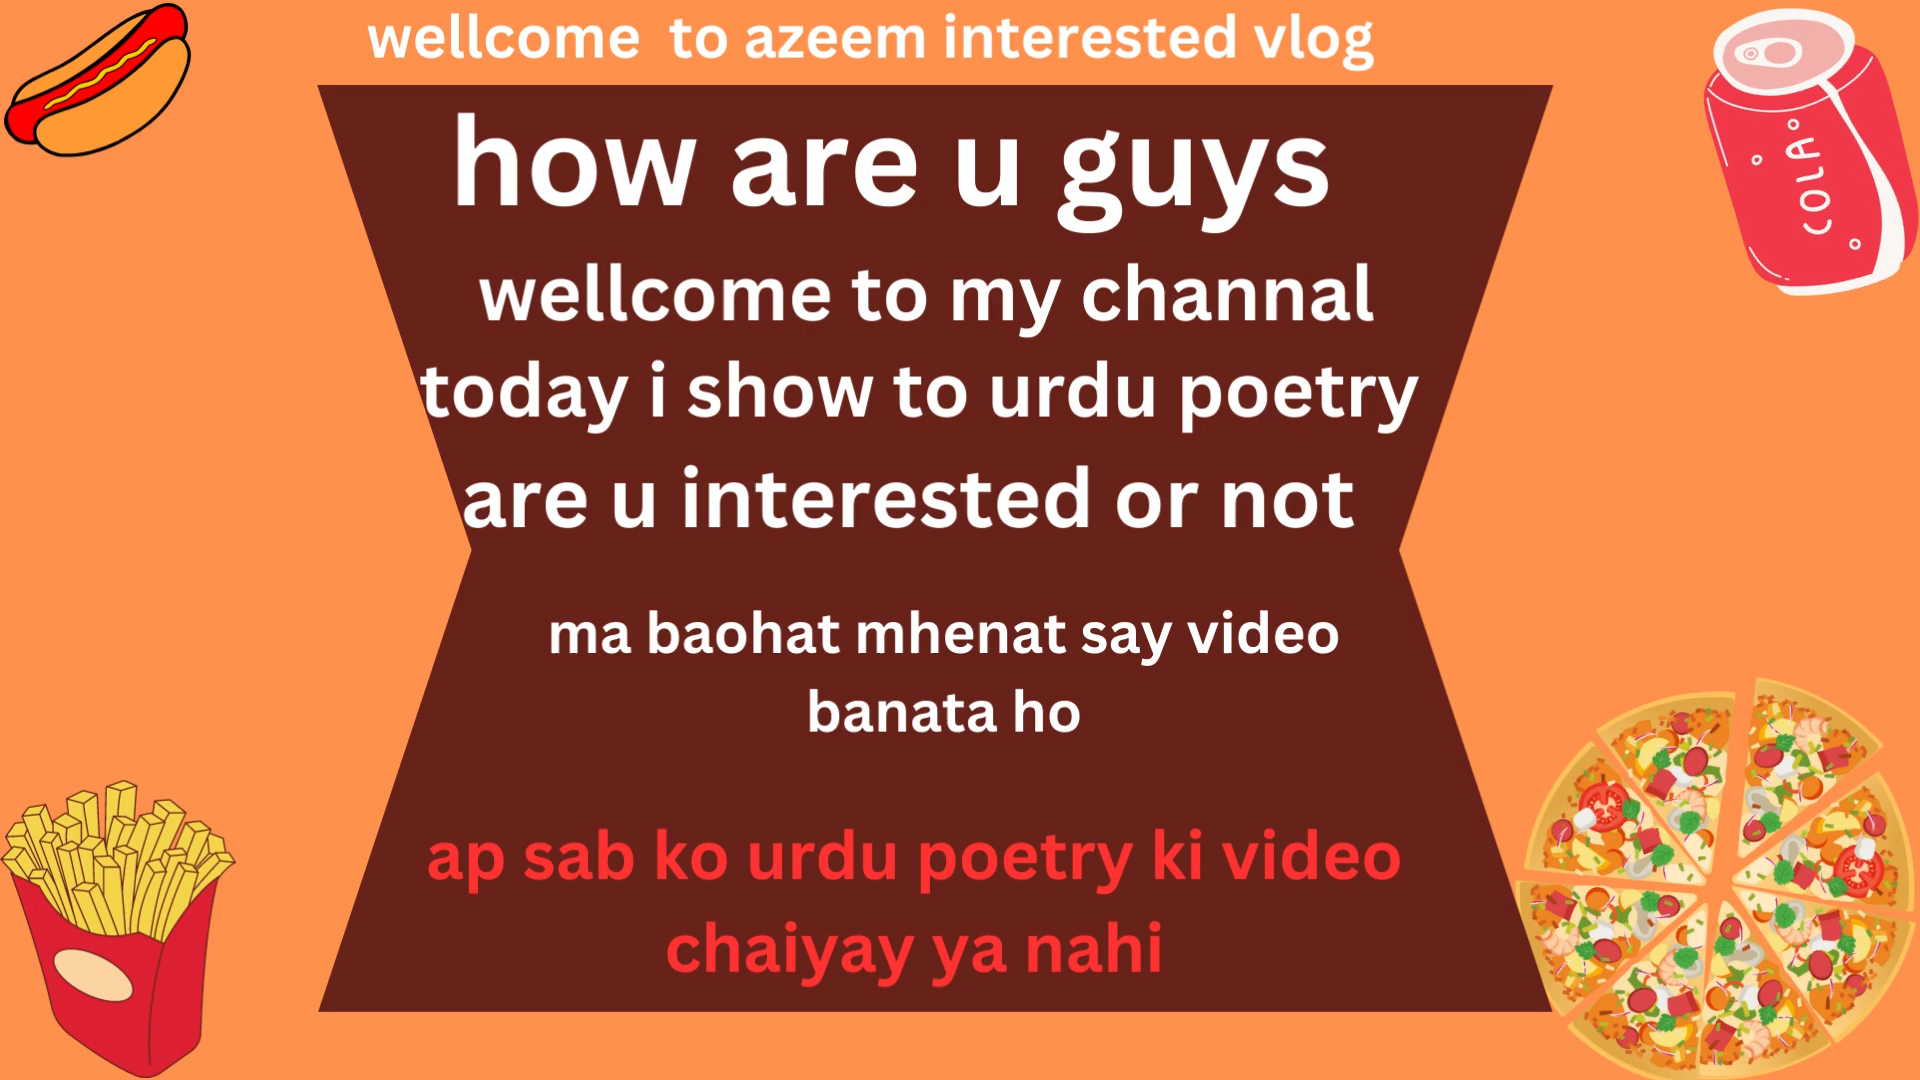 wellcome  to azeem interested vlog
how are u guys
wellcome to my channal
today i show to urdu poetry
are u interested or not
ma baohat mhenat say video
banata ho
ap sab ko urdu poetry ki video
chaiyay ya nahi
COLA